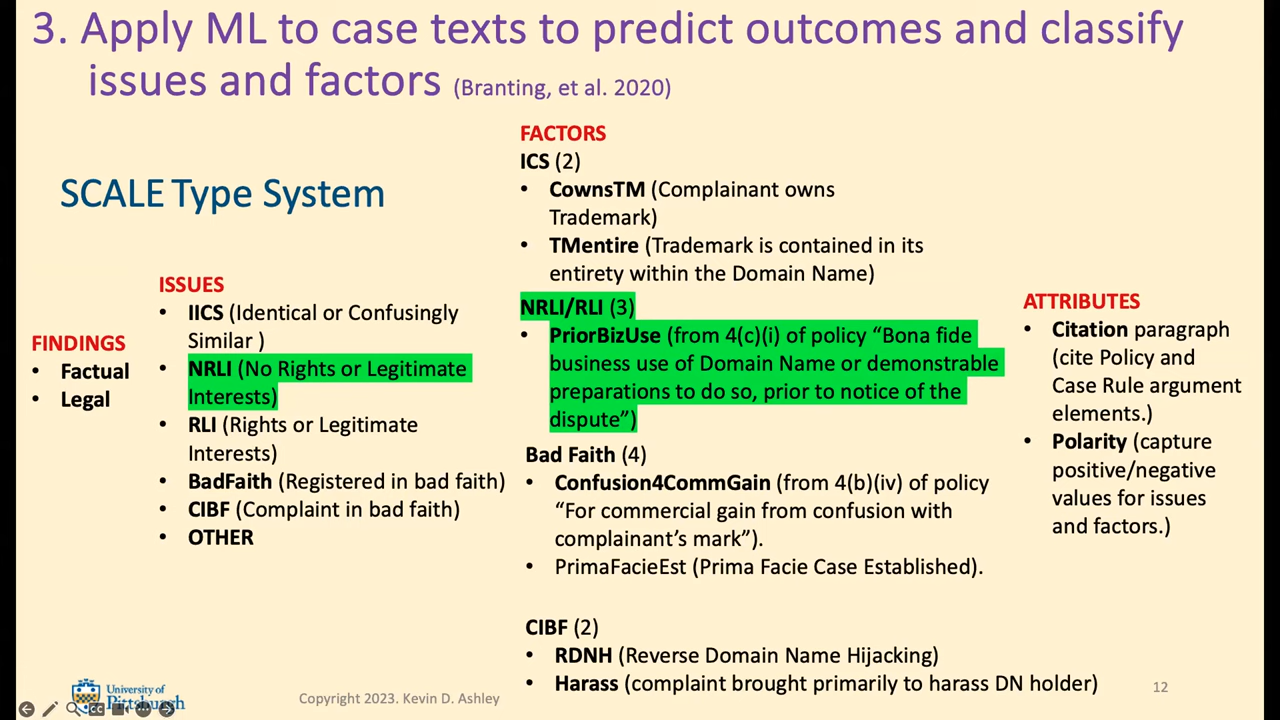 3. Apply ML to case texts to predict outcomes and classify
issues and factors (Branting, et al. 2020)
SCALE Type System
FINDINGS
• Factual
• Legal
ISSUES
• IICS (Identical or Confusingly
Similar )
• NRLI (No Rights or Legitimate
Interests)
• RLI (Rights or Legitimate
Interests)
• BadFaith (Registered in bad faith)
• CIBF (Complaint in bad faith)
• OTHER
FACTORS
ICS (2)
• CownsTM (Complainant owns
Trademark)
• TMentire (Trademark is contained in its
entirety within the Domain Name)
NRLI/RLI (3)
• PriorBizUse (from 4(c)(i) of policy “Bona fide
business use of Domain Name or demonstrable
preparations to do so, prior to notice of the
dispute”)
Bad Faith (4)
• Confusion4CommGain (from 4(b)(iv) of policy
“For commercial gain from confusion with
complainant’s mark”).
• PrimaFacieEst (Prima Facie Case Established).
CIBF (2)
• RDNH (Reverse Domain Name Hijacking)
• Harass (complaint brought primarily to harass DN holder)
ATTRIBUTES
• Citation paragraph
(cite Policy and
Case Rule argument
elements.)
• Polarity (capture
positive/negative
values for issues
and factors.)
University of
Pittsburgh
Copyright 2023. Kevin D. Ashley
12